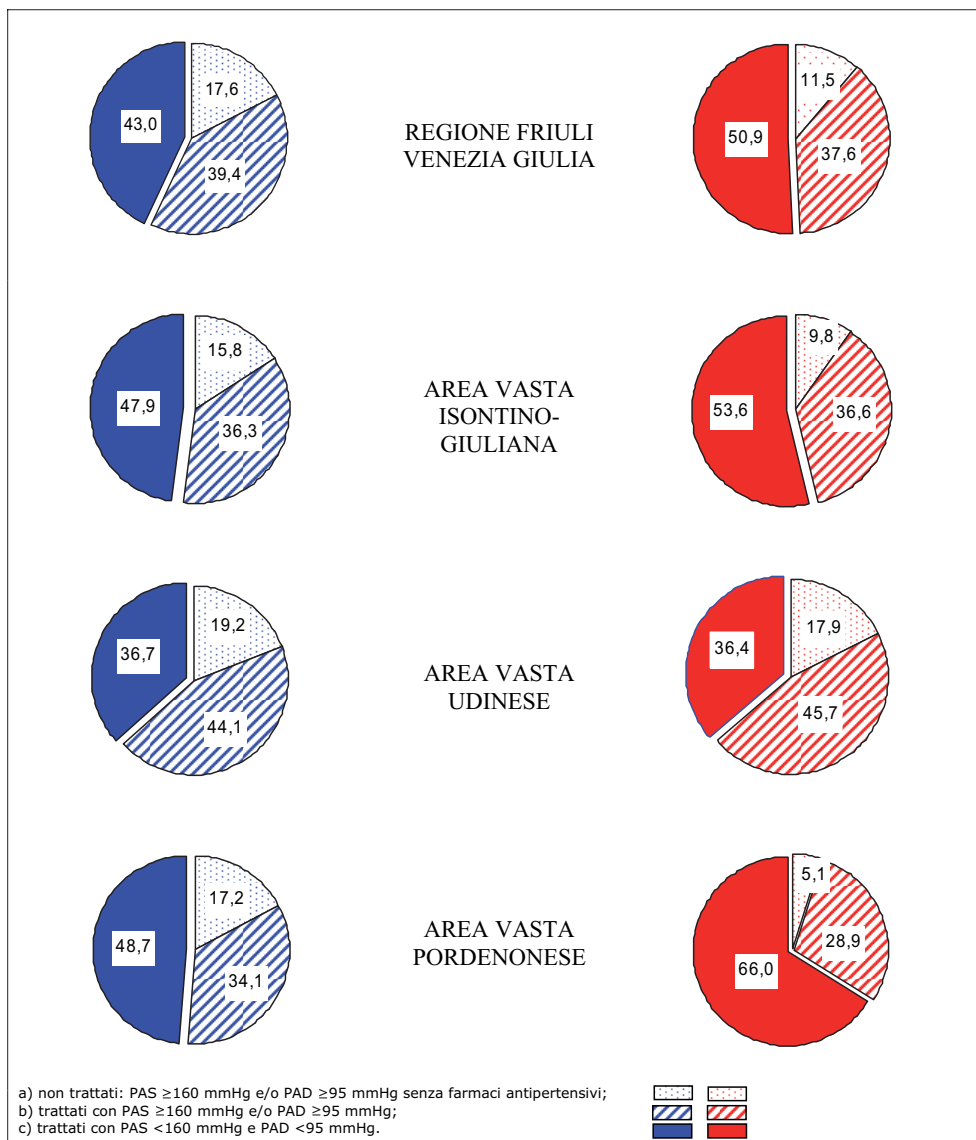 17,6
43,0
39,4
REGIONE FRIULI
VENEZIA GIULIA
11,5
50,9
37,6
15,8
47,9
36,3
AREA VASTA
ISONTINO-
GIULIANA
9,8
53,6
36,6
19,2
36,7
44,1
AREA VASTA
UDINESE
17,9
36,4
45,7
17,2
48,7
34,1
AREA VASTA
PORDENONESE
5,1
28,9
66,0
a) non trattati: PAS ≥160 mmHg e/o PAD ≥95 mmHg senza farmaci antipertensivi;
b) trattati con PAS ≥160 mmHg e/o PAD ≥95 mmHg;
c) trattati con PAS <160 mmHg e PAD <95 mmHg.